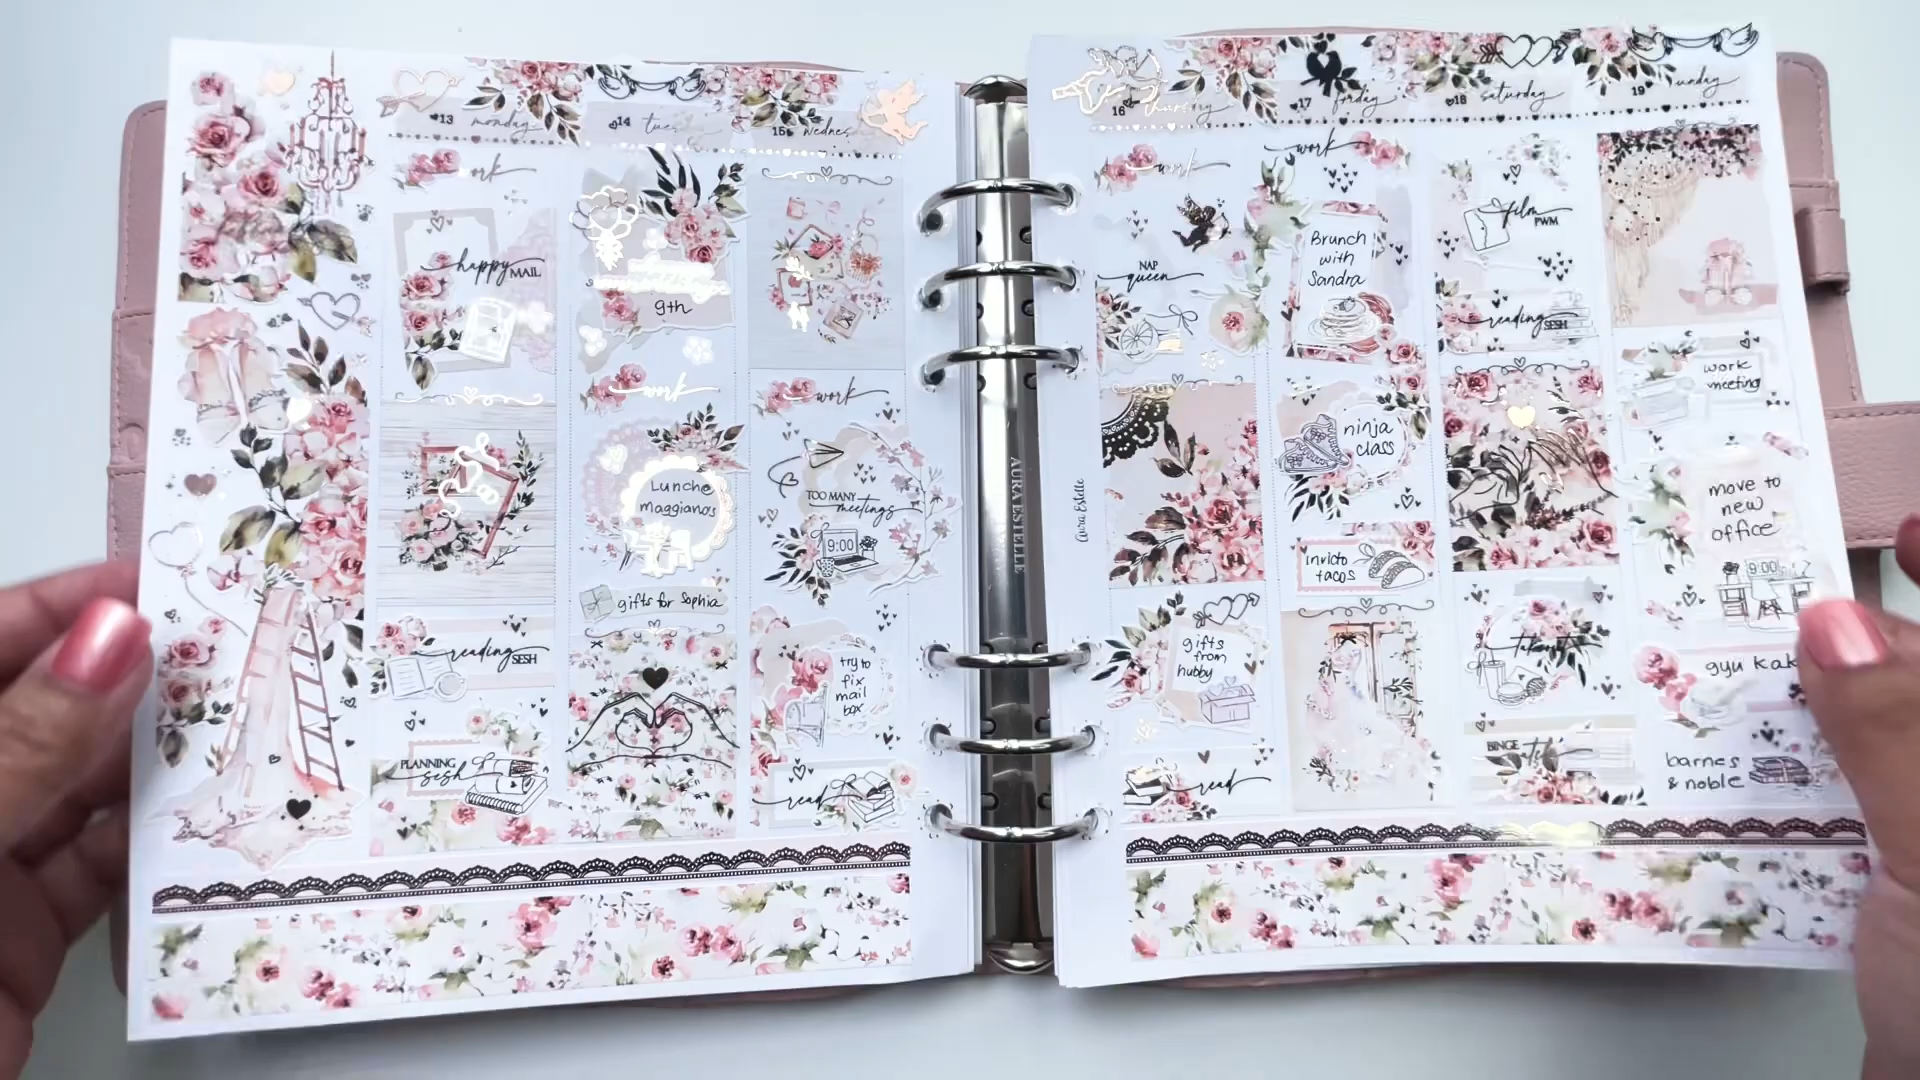 13 monday
work
happy MAIL
reading SESH
PLANNING sesh
14
9th
work
Lunche
maggianos
gifts for Sophia
15
work
TOO MANY
meetings
9:00
try to
fix
mail
box
read
AURA ESTELLE
Aura Estelle
16 thursday
work
NAP
queen
gifts
from
hubby
read
17 friday
work
Brunch
with
Sandra
ninja
class
invicto
tacos
18 saturday
film PWM
reading SESH
takeout
BINGE
19 sunday
work
meeting
move to
new
office
9:00
gyu kak
barnes
& noble